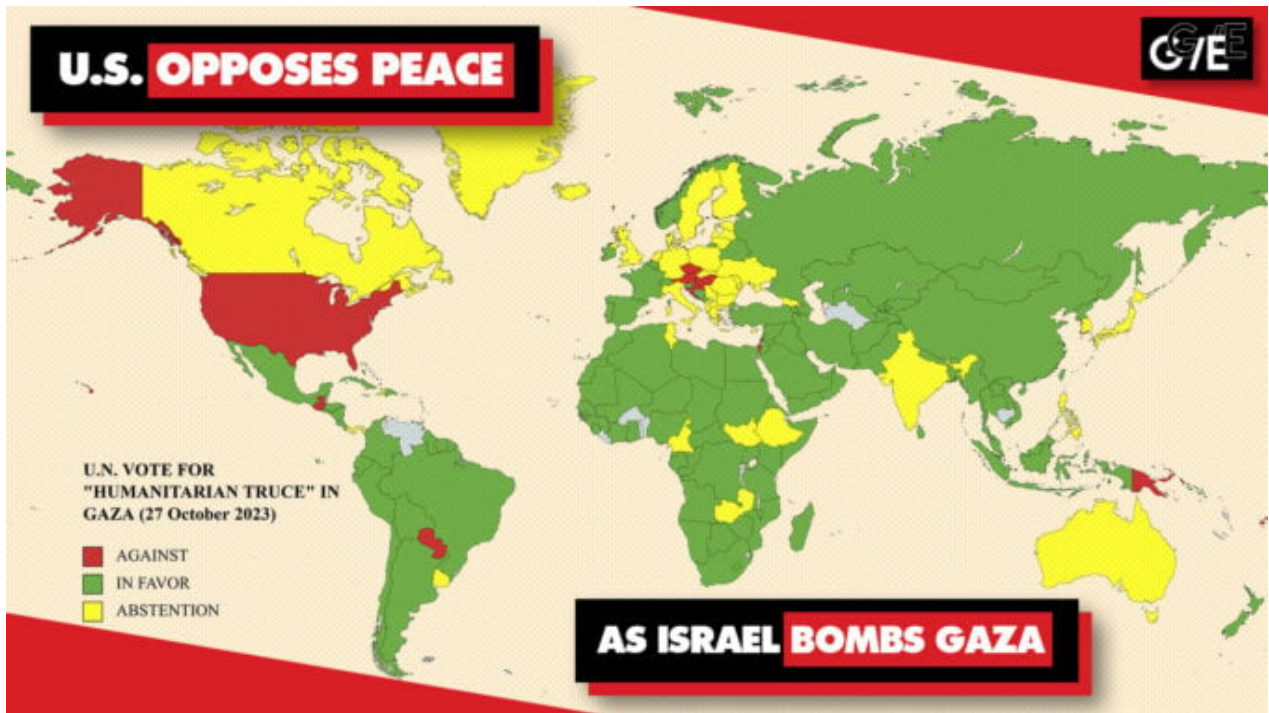 U.S. OPPOSES PEACE
G/E
U.N. VOTE FOR
"HUMANITARIAN TRUCE" IN
GAZA (27 October 2023)
AGAINST
IN FAVOR
ABSTENTION
AS ISRAEL BOMBS GAZA